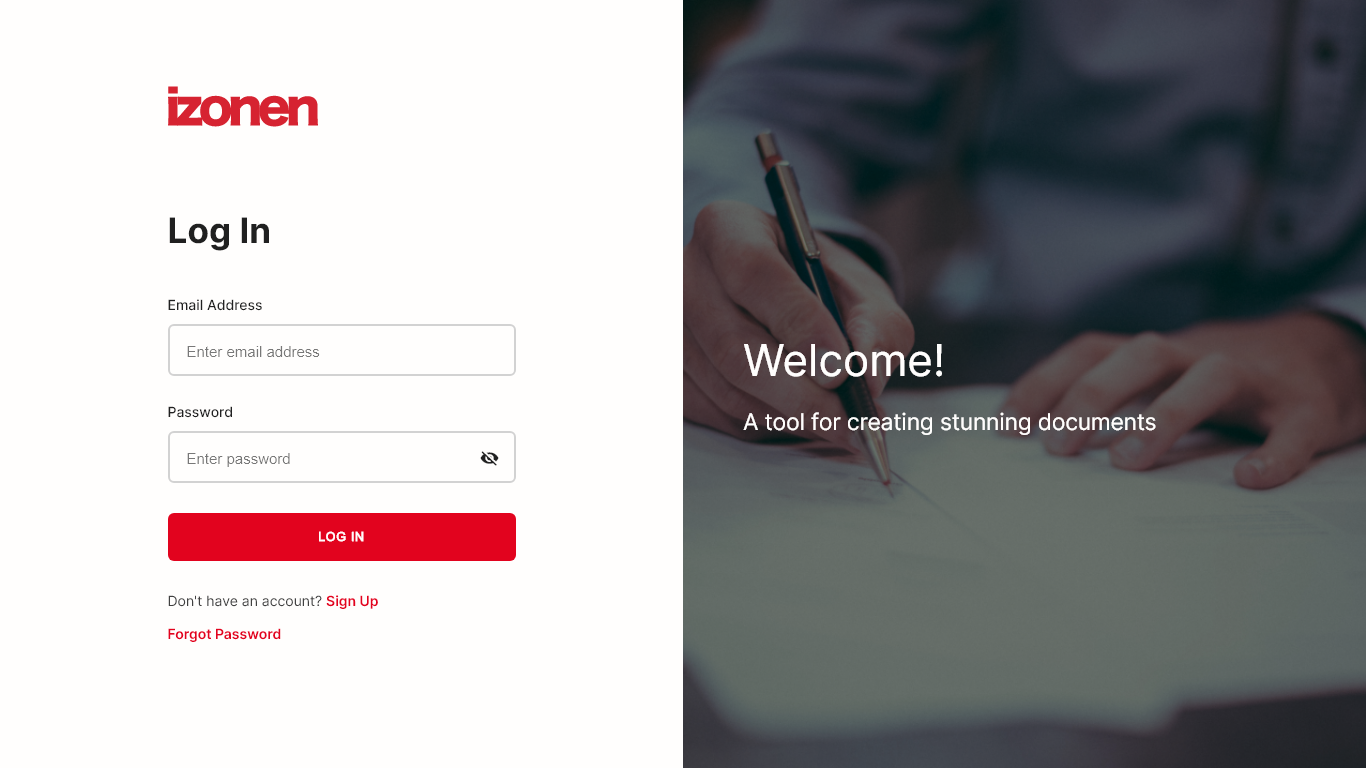 izonen
Log In
Email Address
Enter email address
Password
Enter password
LOG IN
Don't have an account? Sign Up
Forgot Password
Welcome!
A tool for creating stunning documents